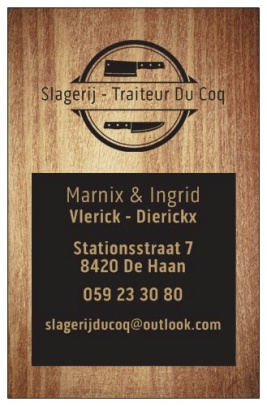 Slagerij - Traiteur Du Coq
Marnix & Ingrid
Vlerick - Dierickx
Stationsstraat 7
8420 De Haan
059 23 30 80
slagerijducoq@outlook.com